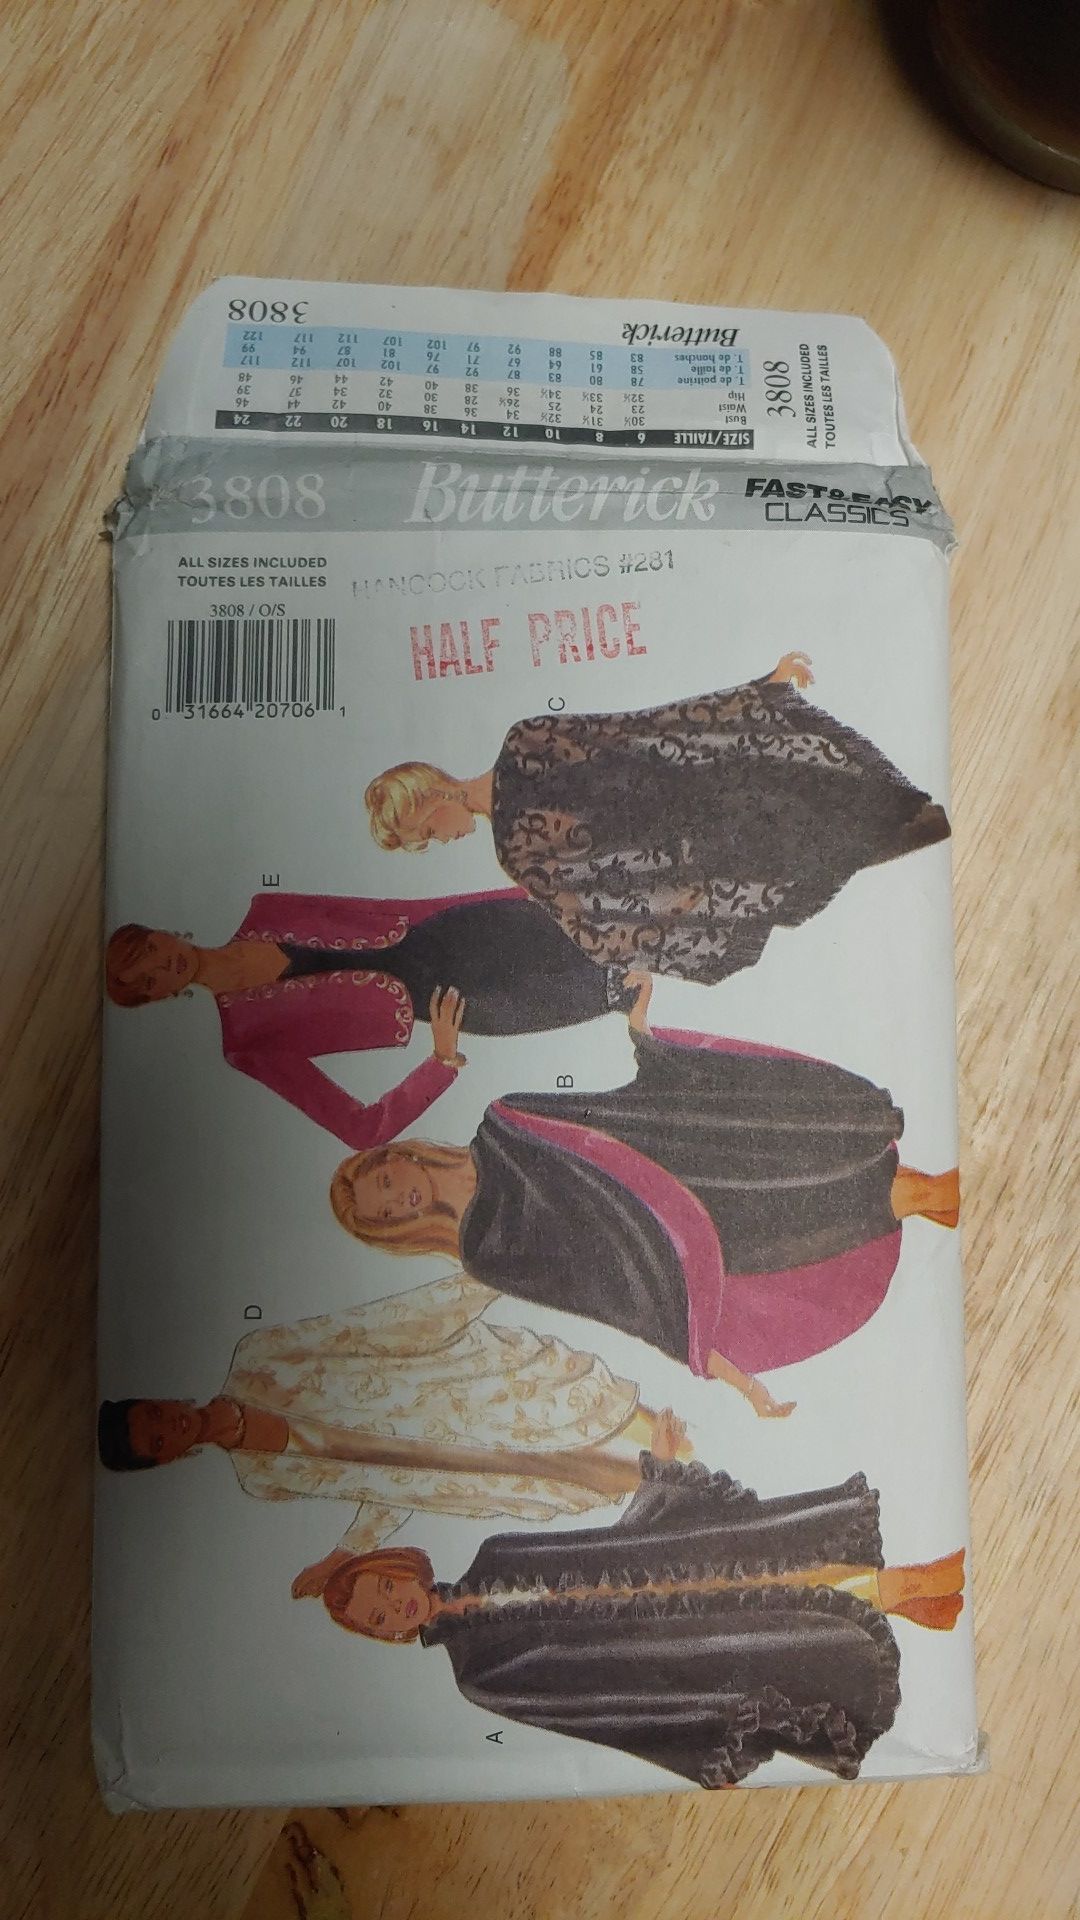 SIZE/TAILLE 6 8 10 12 14 16 18 20 22 24
Bust 30½ 31½ 32½ 34 36 38 40 42 44 46
Waist 23 24 25 26½ 28 30 32 34 37 39
Hip 32½ 33½ 34½ 36 38 40 42 44 46 48
T. de poitrine 78 80 83 87 92 97 102 107 112 117
T. de taille 58 61 64 67 71 76 81 87 94 99
T. de hanches 83 85 88 92 97 102 107 112 117 122
Butterick 3808
3808
ALL SIZES INCLUDED
TOUTES LES TAILLES
3808 Butterick FAST & EASY
CLASSICS
ALL SIZES INCLUDED
TOUTES LES TAILLES
3808 / O/S
0 31664 20706 1
HANCOCK FABRICS #281
HALF PRICE
C
E
B
D
A